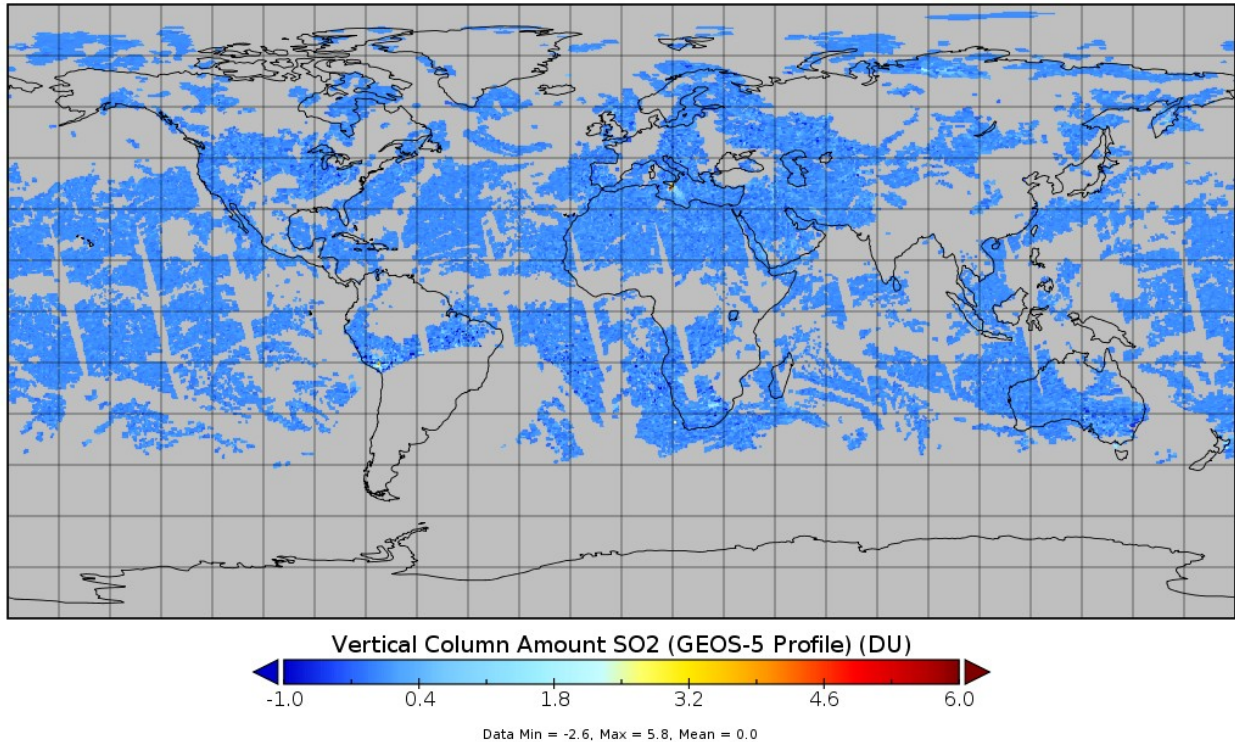 Vertical Column Amount SO2 (GEOS-5 Profile) (DU)
-1.0 0.4 1.8 3.2 4.6 6.0
Data Min = -2.6, Max = 5.8, Mean = 0.0